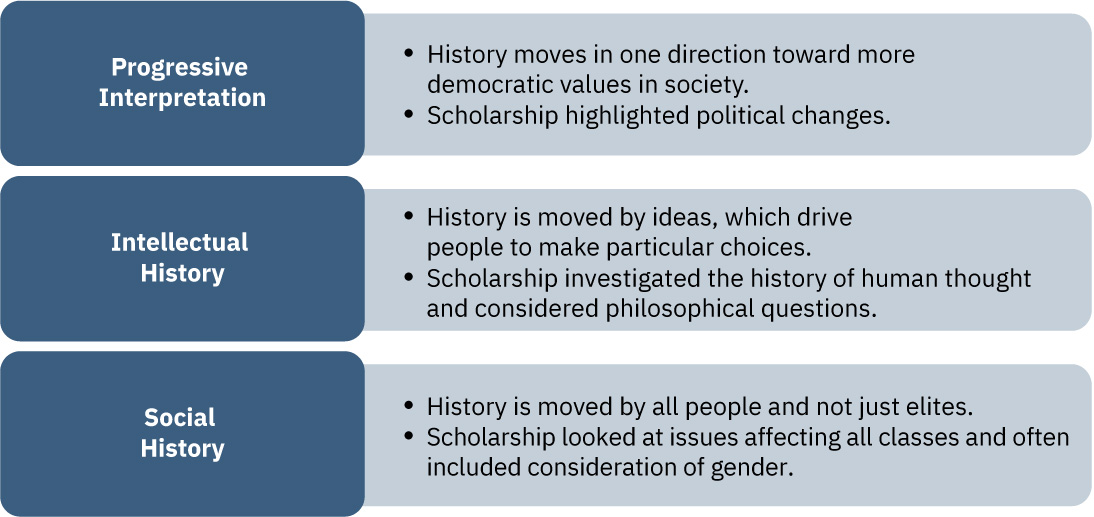 Progressive
Interpretation
• History moves in one direction toward more
democratic values in society.
• Scholarship highlighted political changes.
Intellectual
History
• History is moved by ideas, which drive
people to make particular choices.
• Scholarship investigated the history of human thought
and considered philosophical questions.
Social
History
• History is moved by all people and not just elites.
• Scholarship looked at issues affecting all classes and often
included consideration of gender.